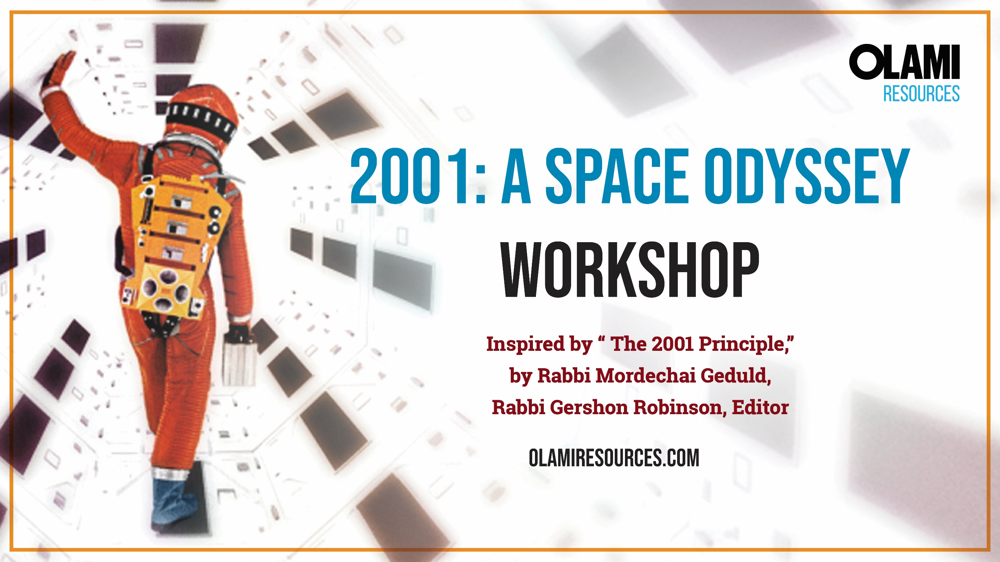 OLAMI
RESOURCES
2001: A SPACE ODYSSEY
WORKSHOP
Inspired by “ The 2001 Principle,”
by Rabbi Mordechai Geduld,
Rabbi Gershon Robinson, Editor
OLAMIRESOURCES.COM